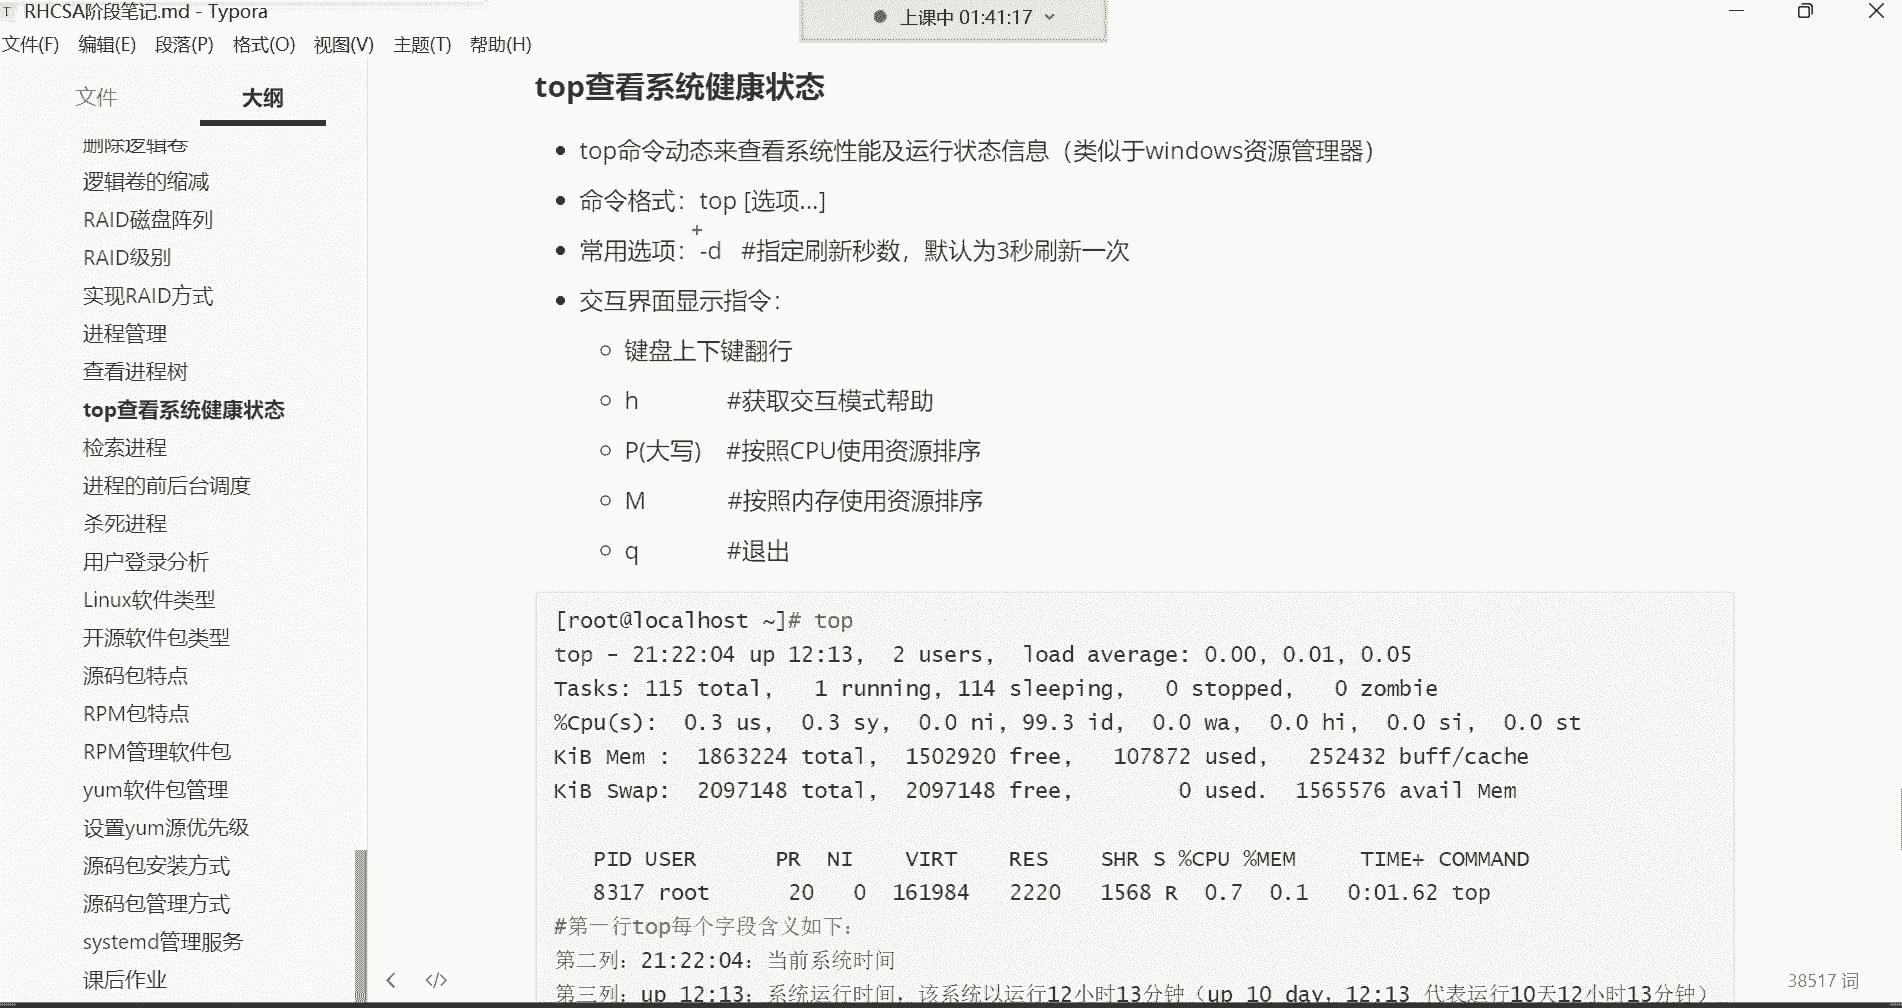 RHCSA阶段笔记.md - Typora
上课中 01:41:17
文件(F) 编辑(E) 段落(P) 格式(O) 视图(V) 主题(T) 帮助(H)
文件 大纲
删除逻辑卷
逻辑卷的缩减
RAID磁盘阵列
RAID级别
实现RAID方式
进程管理
查看进程树
top查看系统健康状态
检索进程
进程的前后台调度
杀死进程
用户登录分析
Linux软件类型
开源软件包类型
源码包特点
RPM包特点
RPM管理软件包
yum软件包管理
设置yum源优先级
源码包安装方式
源码包管理方式
systemd管理服务
课后作业
top查看系统健康状态
top命令动态来查看系统性能及运行状态信息（类似于windows资源管理器）
命令格式：top [选项...]
常用选项：-d #指定刷新秒数，默认为3秒刷新一次
交互界面显示指令：
键盘上下键翻行
h #获取交互模式帮助
P(大写) #按照CPU使用资源排序
M #按照内存使用资源排序
q #退出
[root@localhost ~]# top
top - 21:22:04 up 12:13, 2 users, load average: 0.00, 0.01, 0.05
Tasks: 115 total, 1 running, 114 sleeping, 0 stopped, 0 zombie
%Cpu(s): 0.3 us, 0.3 sy, 0.0 ni, 99.3 id, 0.0 wa, 0.0 hi, 0.0 si, 0.0 st
KiB Mem : 1863224 total, 1502920 free, 107872 used, 252432 buff/cache
KiB Swap: 2097148 total, 2097148 free, 0 used. 1565576 avail Mem
PID USER PR NI VIRT RES SHR S %CPU %MEM TIME+ COMMAND
8317 root 20 0 161984 2220 1568 R 0.7 0.1 0:01.62 top
#第一行top每个字段含义如下：
第二列：21:22:04：当前系统时间
第三列：up 12:13：系统运行时间，该系统以运行12小时13分钟（up 10 day, 12:13 代表运行10天12小时13分钟）
38517 词